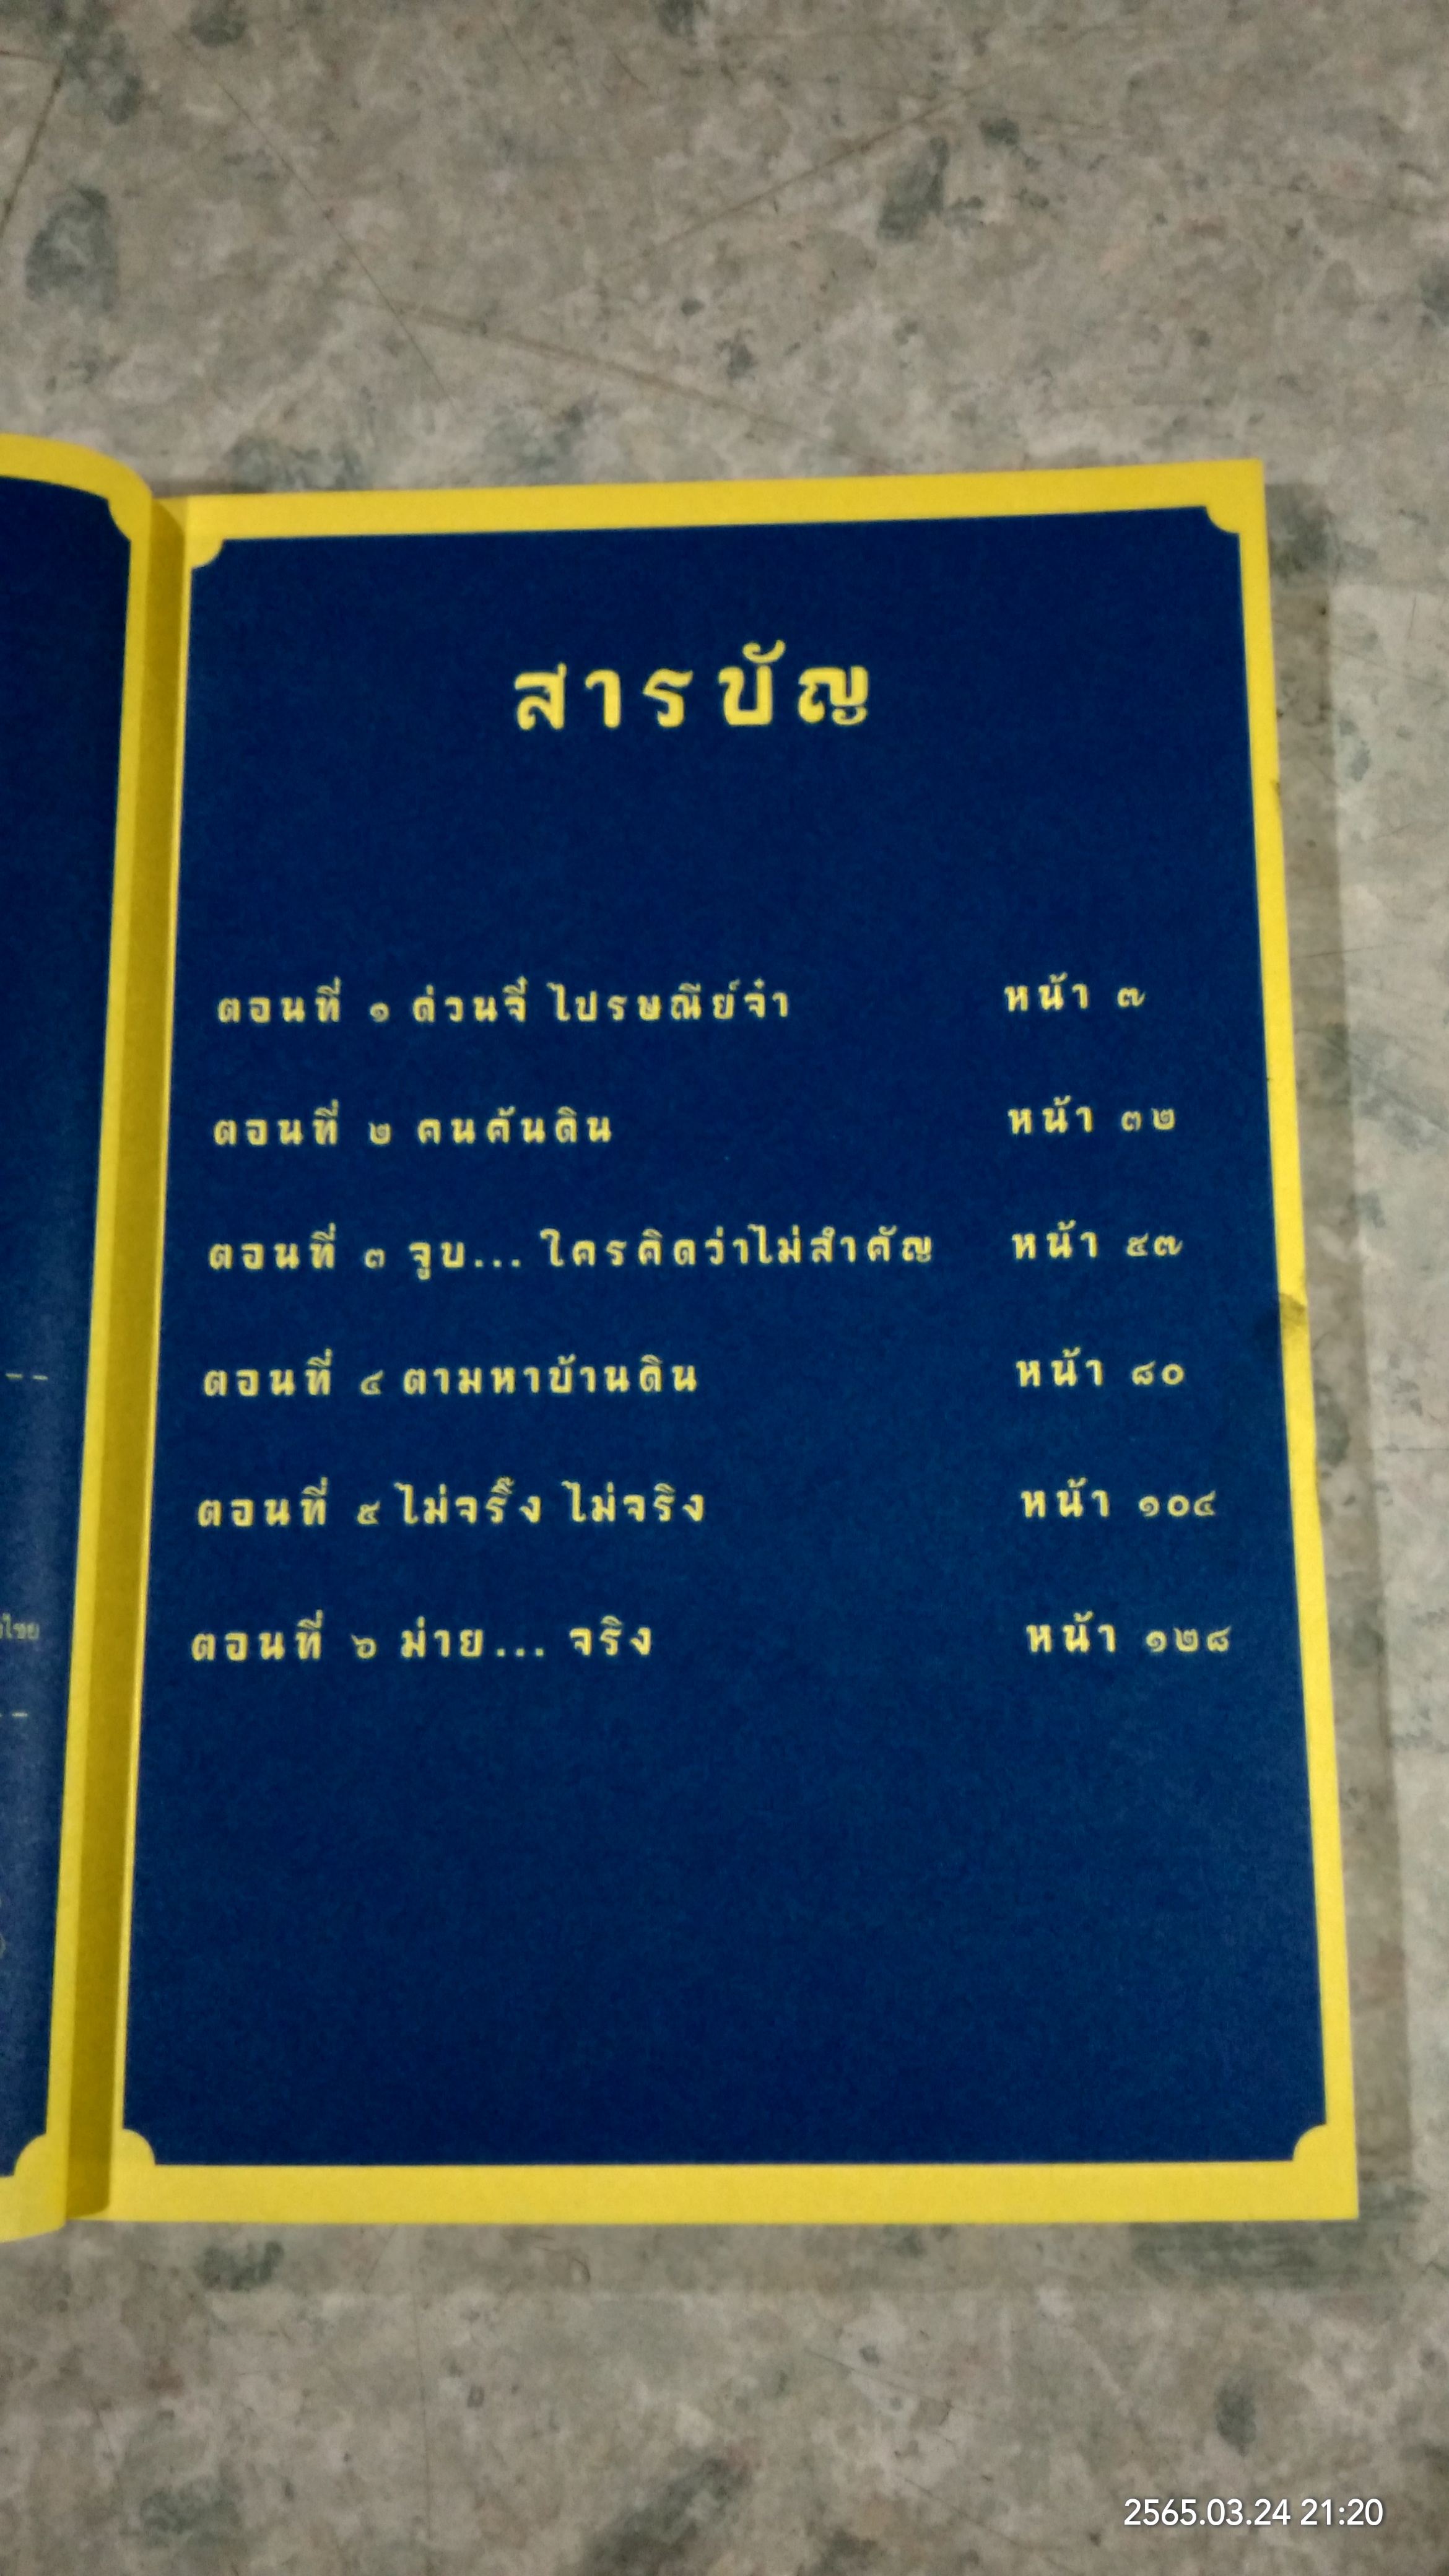 สารบัญ
ตอนที่ ๑ ด่วนจี๋ ไปรษณีย์จ๋า หน้า ๗
ตอนที่ ๒ คนค้นดิน หน้า ๓๒
ตอนที่ ๓ จูบ... ใครคิดว่าไม่สำคัญ หน้า ๕๗
ตอนที่ ๔ ตามหาบ้านดิน หน้า ๘๐
ตอนที่ ๕ ไม่จริ๊ง ไม่จริง หน้า ๑๐๔
ตอนที่ ๖ ม่าย... จริง หน้า ๑๒๘
2565.03.24 21:20